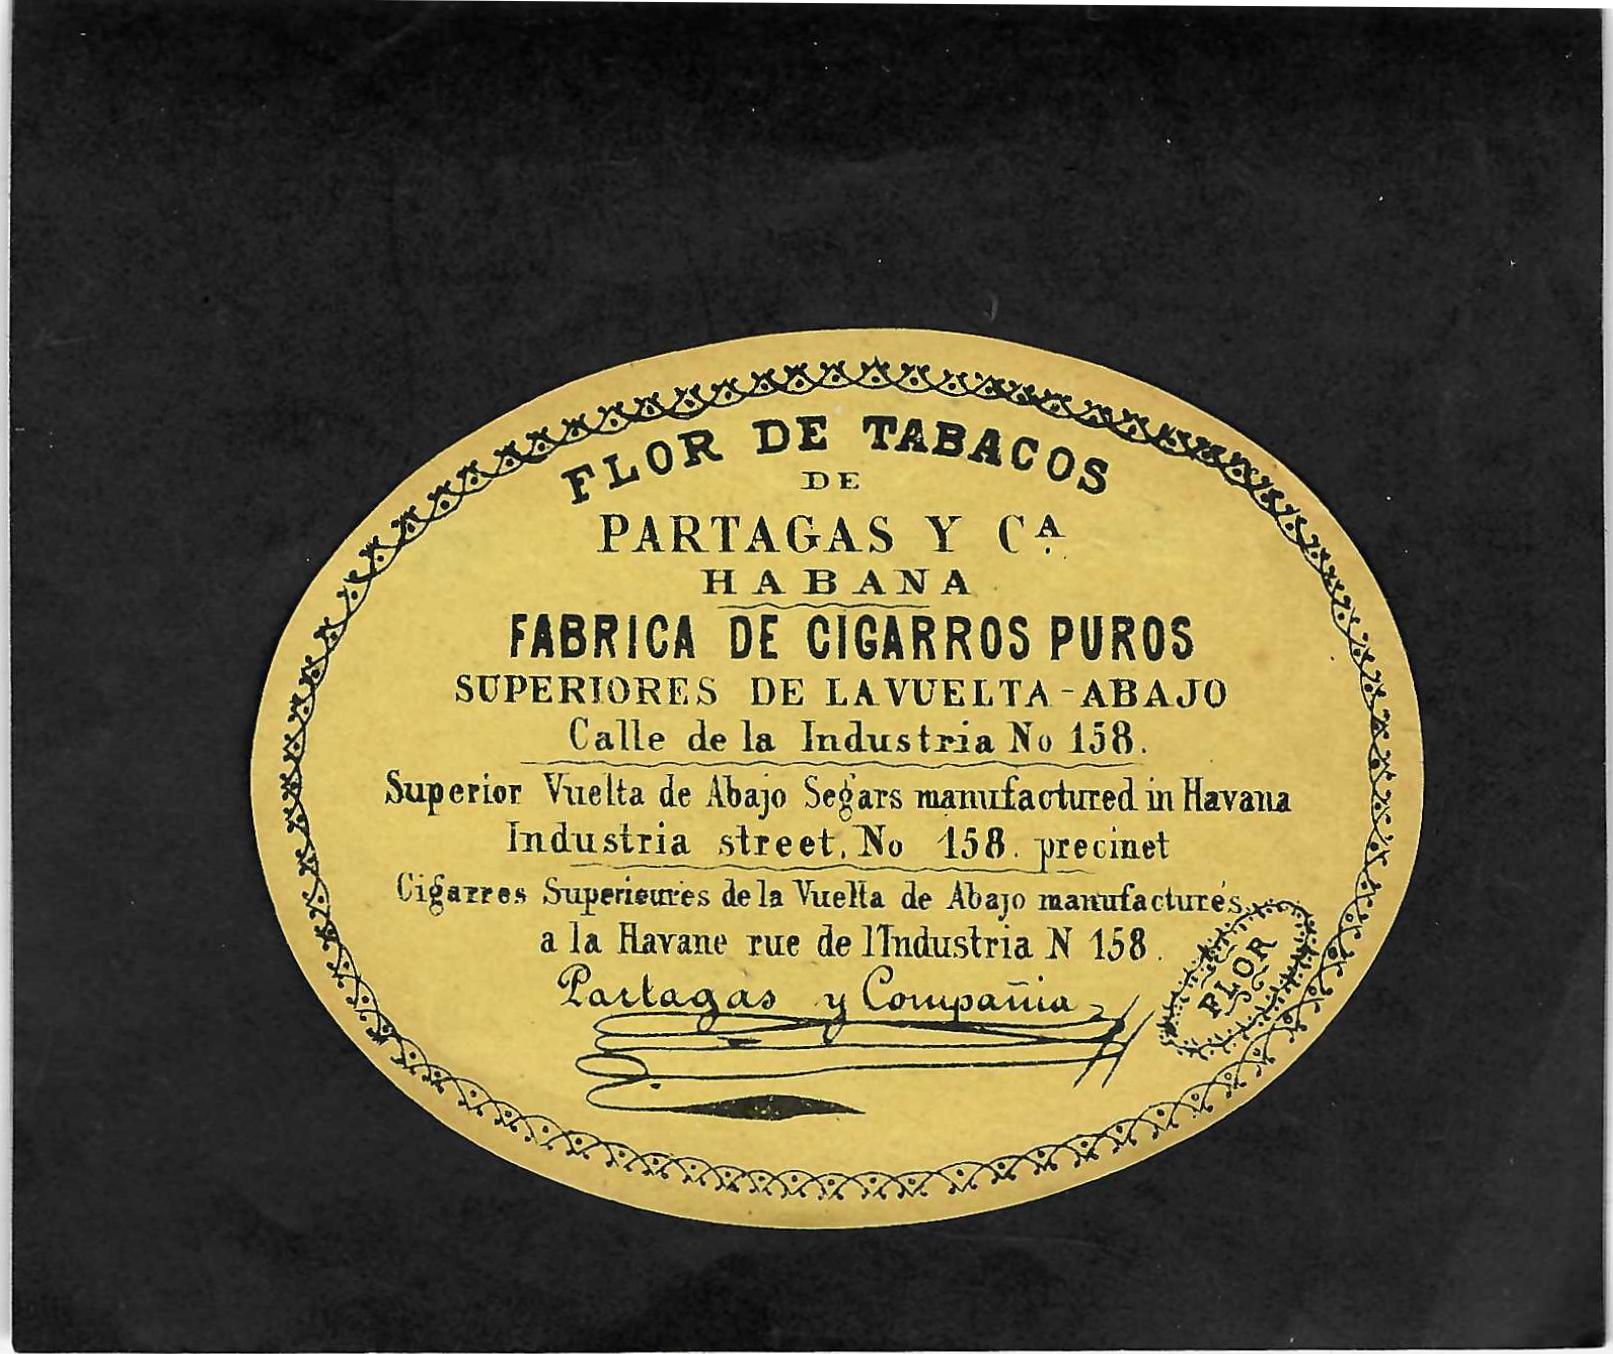 FLOR DE TABACOS
DE
PARTAGAS Y Cᴬ.
HABANA
FABRICA DE CIGARROS PUROS
SUPERIORES DE LA VUELTA-ABAJO
Calle de la Industria No 158.
Superior Vuelta de Abajo Segars manufactured in Havana
Industria street, No 158. precinet
Cigarres Superieures de la Vuelta de Abajo manufacturés
a la Havane rue de l'Industria N 158.
Partagas y Compañia
FLOR